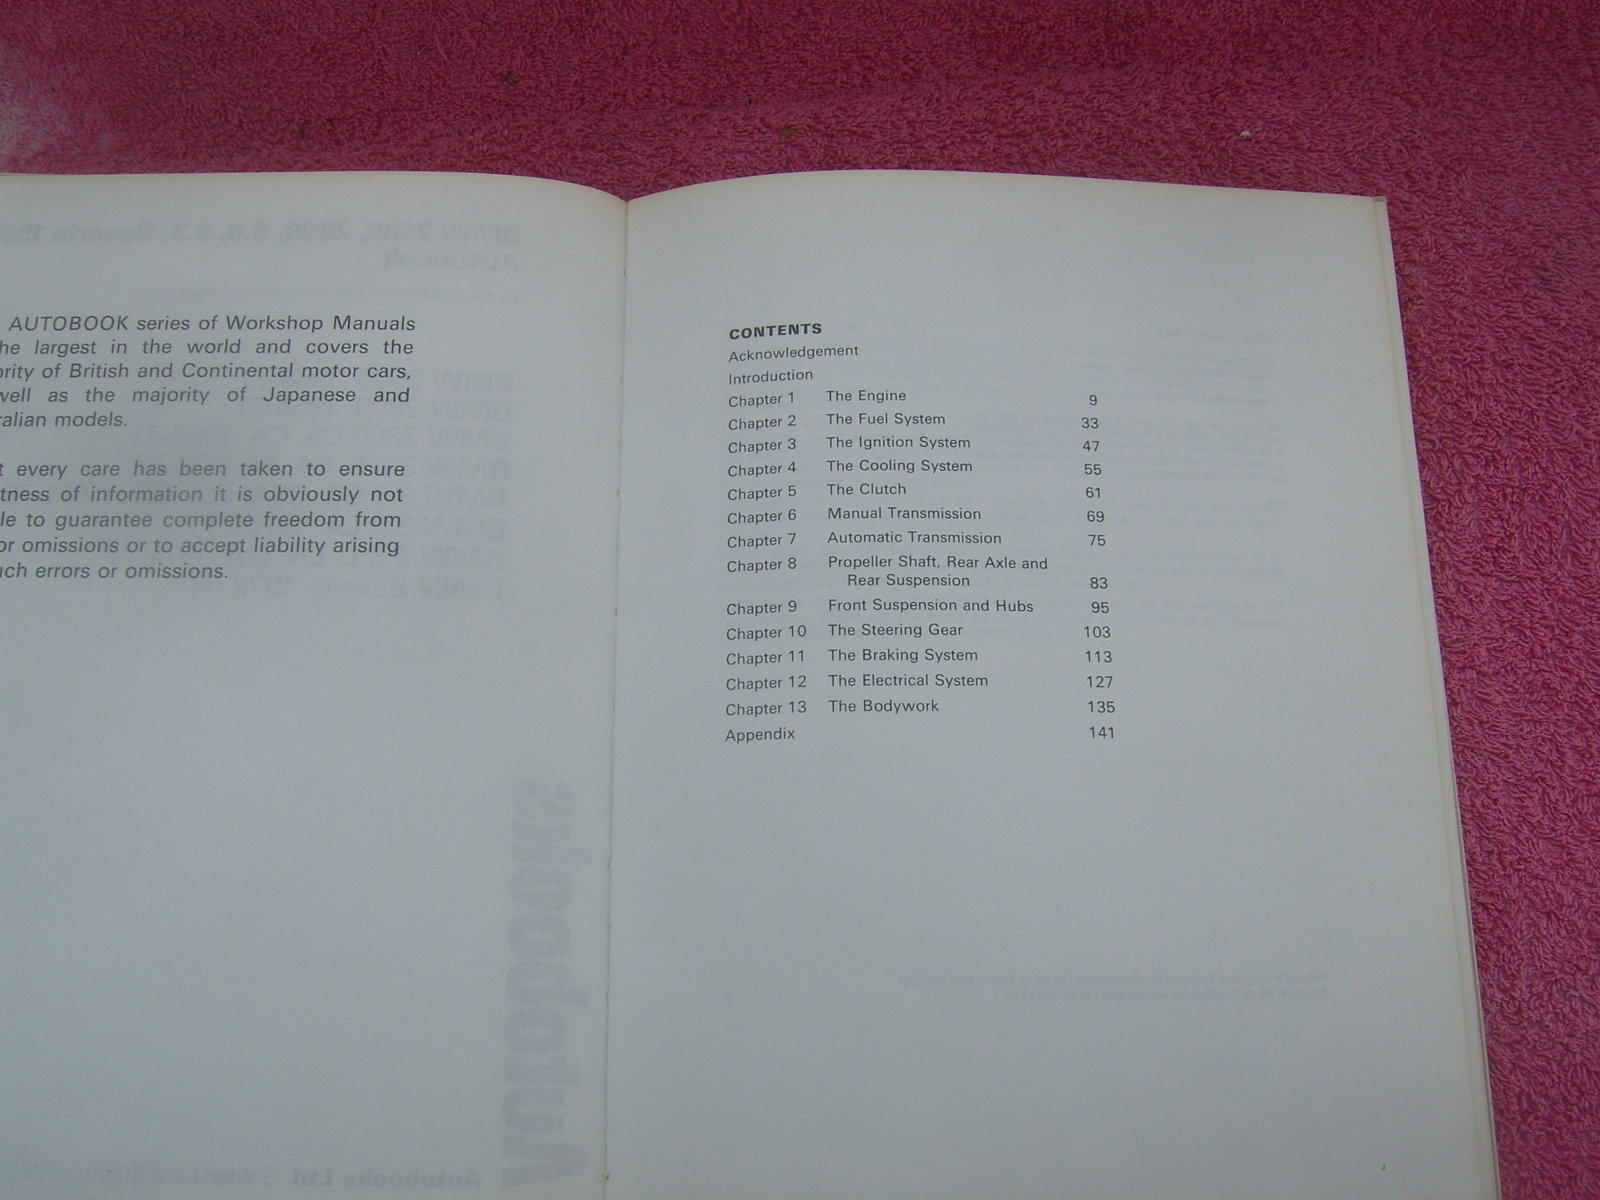 AUTOBOOK series of Workshop Manuals
he largest in the world and covers the
ority of British and Continental motor cars,
well as the majority of Japanese and
ralian models.
t every care has been taken to ensure
tness of information it is obviously not
le to guarantee complete freedom from
or omissions or to accept liability arising
uch errors or omissions.
CONTENTS
Acknowledgement
Introduction
Chapter 1 The Engine 9
Chapter 2 The Fuel System 33
Chapter 3 The Ignition System 47
Chapter 4 The Cooling System 55
Chapter 5 The Clutch 61
Chapter 6 Manual Transmission 69
Chapter 7 Automatic Transmission 75
Chapter 8 Propeller Shaft, Rear Axle and
Rear Suspension 83
Chapter 9 Front Suspension and Hubs 95
Chapter 10 The Steering Gear 103
Chapter 11 The Braking System 113
Chapter 12 The Electrical System 127
Chapter 13 The Bodywork 135
Appendix 141